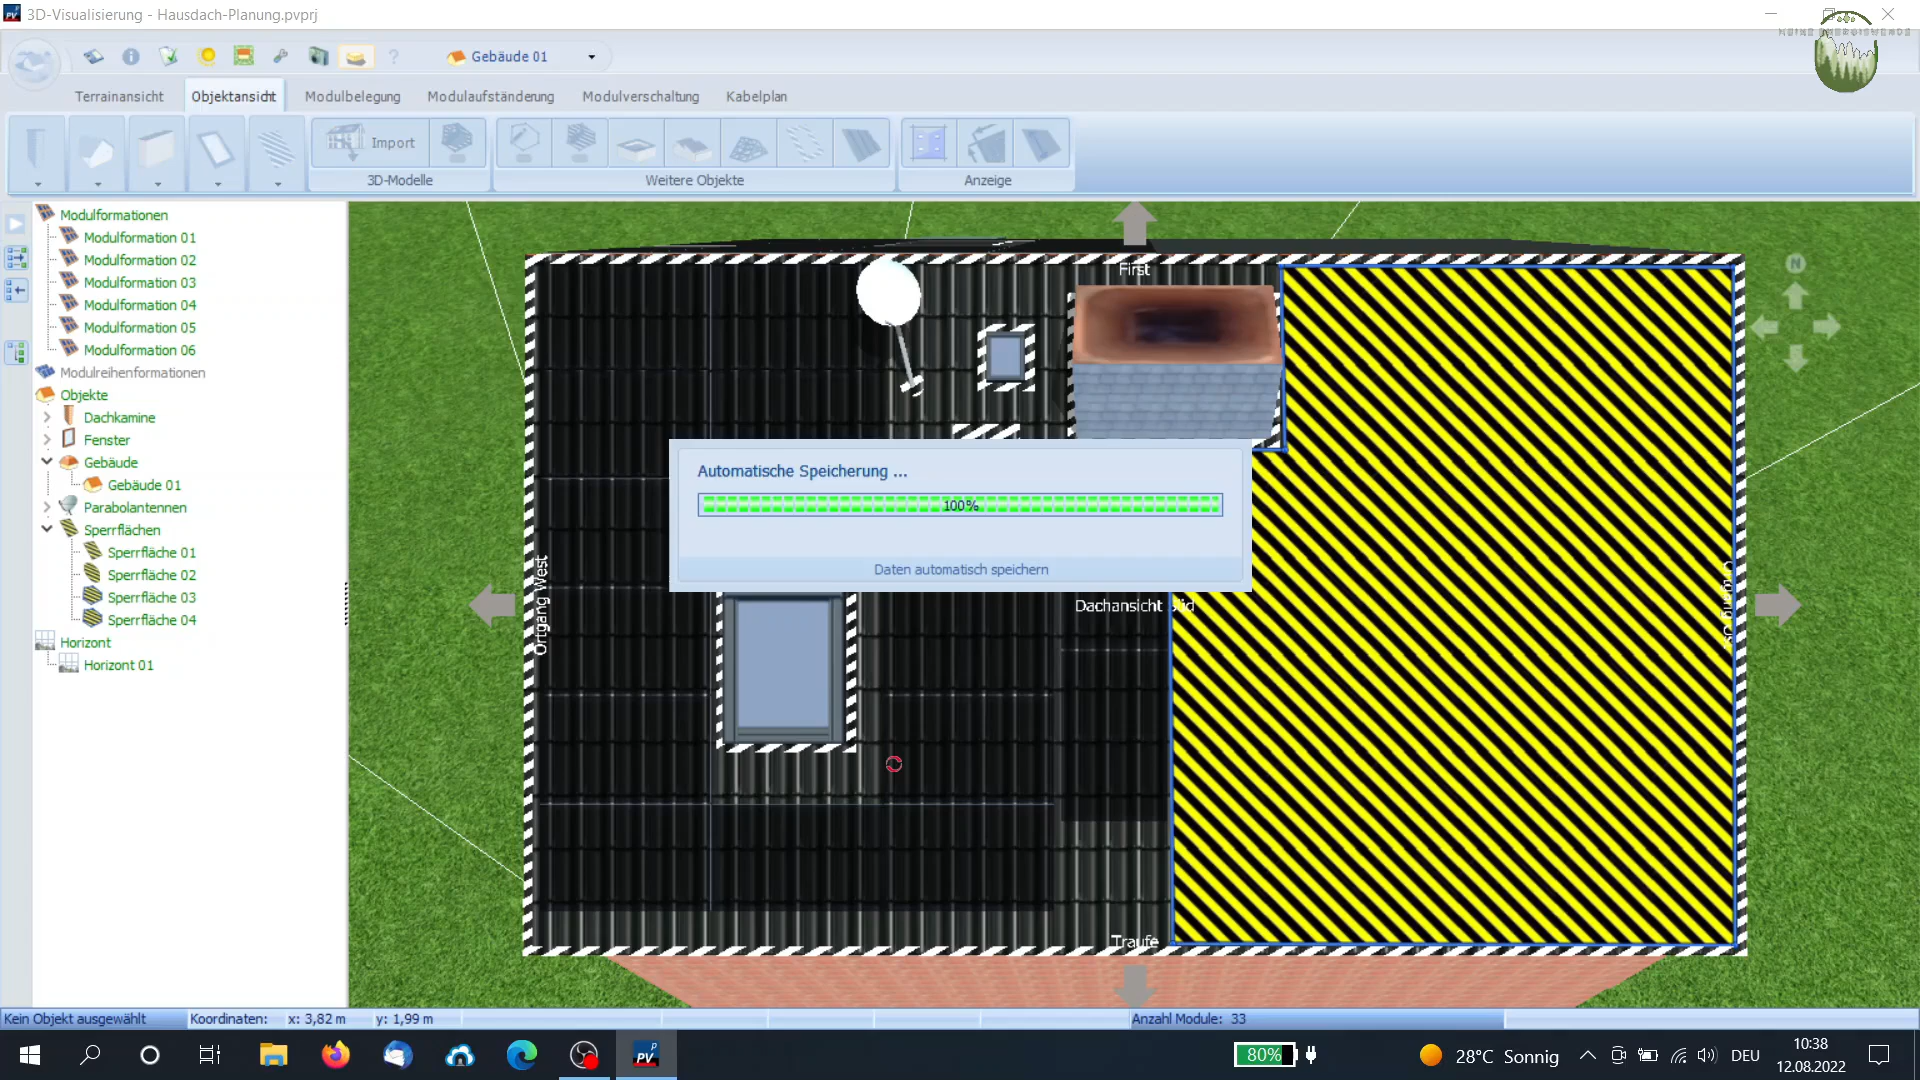 3D-Visualisierung - Hausdach-Planung.pvprj
Gebäude 01
Terrainansicht
Objektansicht
Modulbelegung
Modulaufständerung
Modulverschaltung
Kabelplan
Import
3D-Modelle
Weitere Objekte
Anzeige
Modulformationen
Modulformation 01
Modulformation 02
Modulformation 03
Modulformation 04
Modulformation 05
Modulformation 06
Modulreihenformationen
Objekte
Dachkamine
Fenster
Gebäude
Gebäude 01
Parabolantennen
Sperrflächen
Sperrfläche 01
Sperrfläche 02
Sperrfläche 03
Sperrfläche 04
Horizont
Horizont 01
First
N
Automatische Speicherung ...
100%
Daten automatisch speichern
Ortgang West
Dachansicht
Traufe
Kein Objekt ausgewählt
Koordinaten: x: 3,82 m y: 1,99 m
Anzahl Module: 33
80%
28°C Sonnig
DEU
10:38
12.08.2022